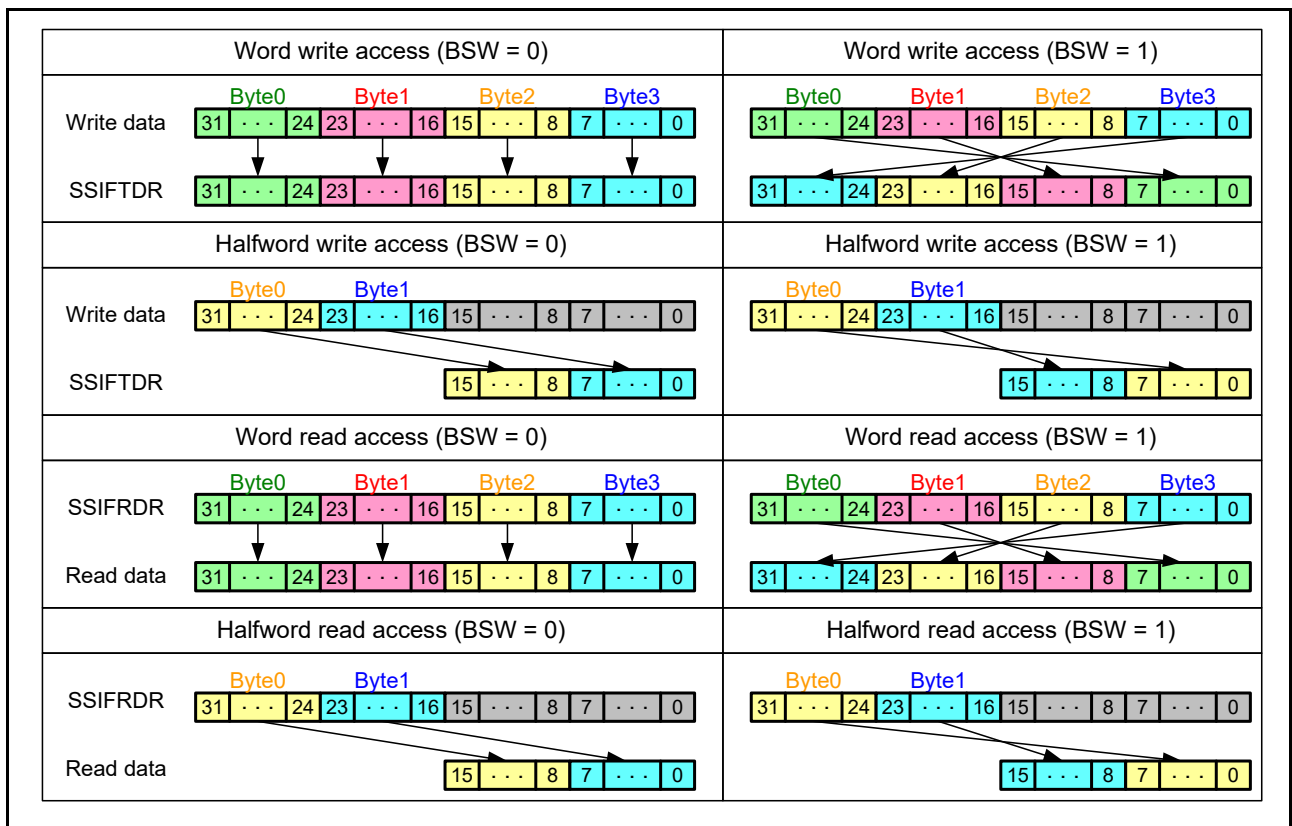 Word write access (BSW = 0) Word write access (BSW = 1)
Byte0 Byte1 Byte2 Byte3 Byte0 Byte1 Byte2 Byte3
Write data 31 · · · 24 23 · · · 16 15 · · · 8 7 · · · 0 31 · · · 24 23 · · · 16 15 · · · 8 7 · · · 0
SSIFTDR 31 · · · 24 23 · · · 16 15 · · · 8 7 · · · 0 31 · · · 24 23 · · · 16 15 · · · 8 7 · · · 0
Halfword write access (BSW = 0) Halfword write access (BSW = 1)
Byte0 Byte1 Byte0 Byte1
Write data 31 · · · 24 23 · · · 16 15 · · · 8 7 · · · 0 31 · · · 24 23 · · · 16 15 · · · 8 7 · · · 0
SSIFTDR 15 · · · 8 7 · · · 0 15 · · · 8 7 · · · 0
Word read access (BSW = 0) Word read access (BSW = 1)
Byte0 Byte1 Byte2 Byte3 Byte0 Byte1 Byte2 Byte3
SSIFRDR 31 · · · 24 23 · · · 16 15 · · · 8 7 · · · 0 31 · · · 24 23 · · · 16 15 · · · 8 7 · · · 0
Read data 31 · · · 24 23 · · · 16 15 · · · 8 7 · · · 0 31 · · · 24 23 · · · 16 15 · · · 8 7 · · · 0
Halfword read access (BSW = 0) Halfword read access (BSW = 1)
Byte0 Byte1 Byte0 Byte1
SSIFRDR 31 · · · 24 23 · · · 16 15 · · · 8 7 · · · 0 31 · · · 24 23 · · · 16 15 · · · 8 7 · · · 0
Read data 15 · · · 8 7 · · · 0 15 · · · 8 7 · · · 0